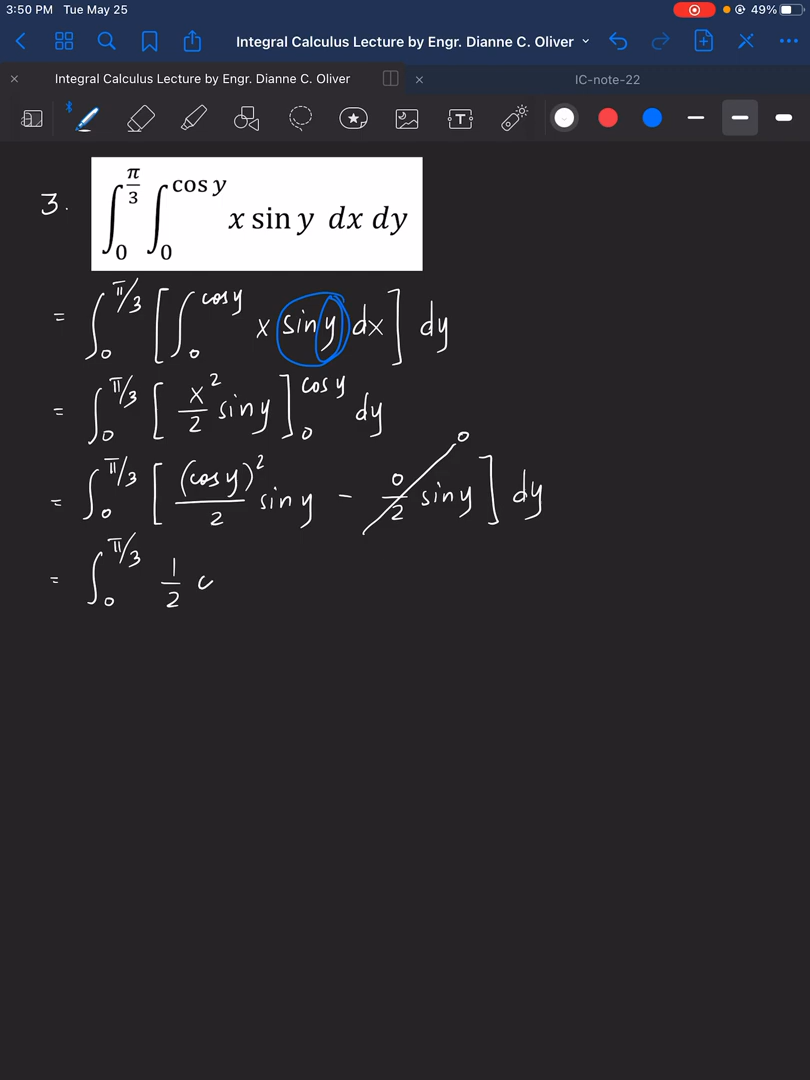 3:50 PM Tue May 25 49%
Integral Calculus Lecture by Engr. Dianne C. Oliver
Integral Calculus Lecture by Engr. Dianne C. Oliver IC-note-22
T
3. ∫₀^(π/3) ∫₀^(cos y) x sin y dx dy
= ∫₀^(π/3) [ ∫₀^(cos y) x sin y dx ] dy
= ∫₀^(π/3) [ x²/2 sin y ]₀^(cos y) dy
= ∫₀^(π/3) [ (cos y)²/2 sin y − 0/2 sin y 0 ] dy
= ∫₀^(π/3) 1/2 c